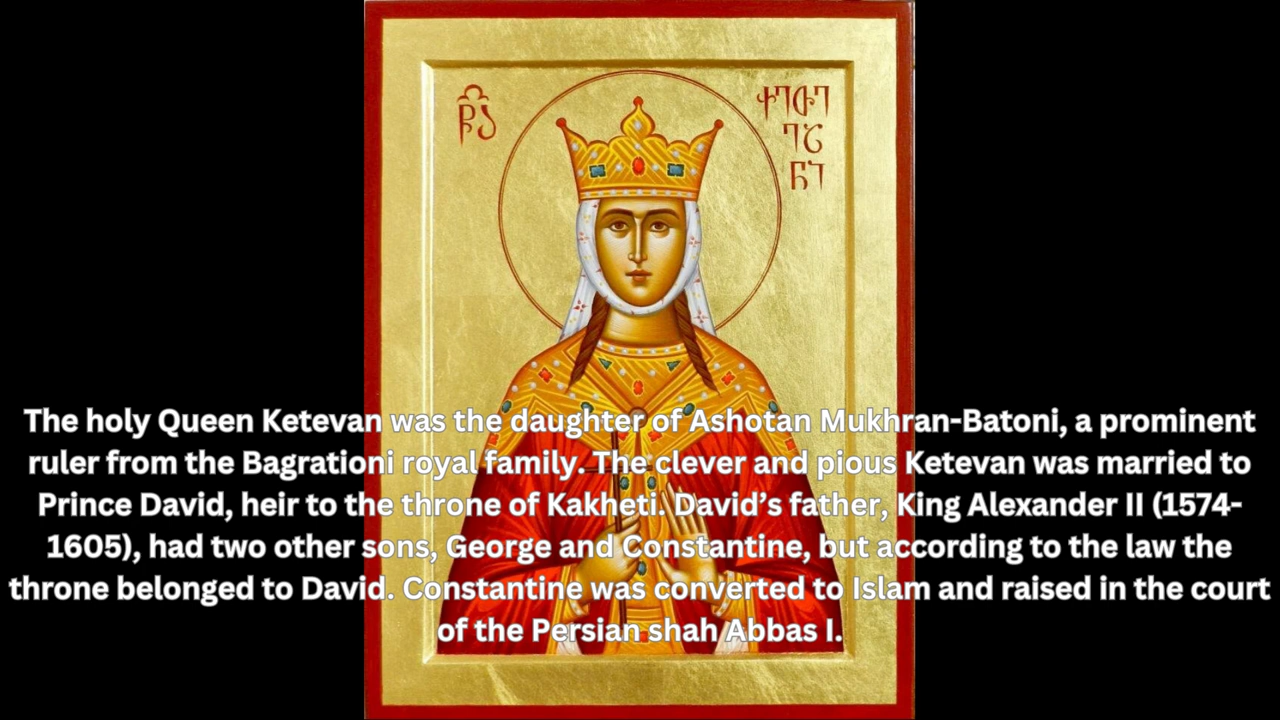 The holy Queen Ketevan was the daughter of Ashotan Mukhran-Batoni, a prominent
ruler from the Bagrationi royal family. The clever and pious Ketevan was married to
Prince David, heir to the throne of Kakheti. David’s father, King Alexander II (1574-
1605), had two other sons, George and Constantine, but according to the law the
throne belonged to David. Constantine was converted to Islam and raised in the court
of the Persian shah Abbas I.